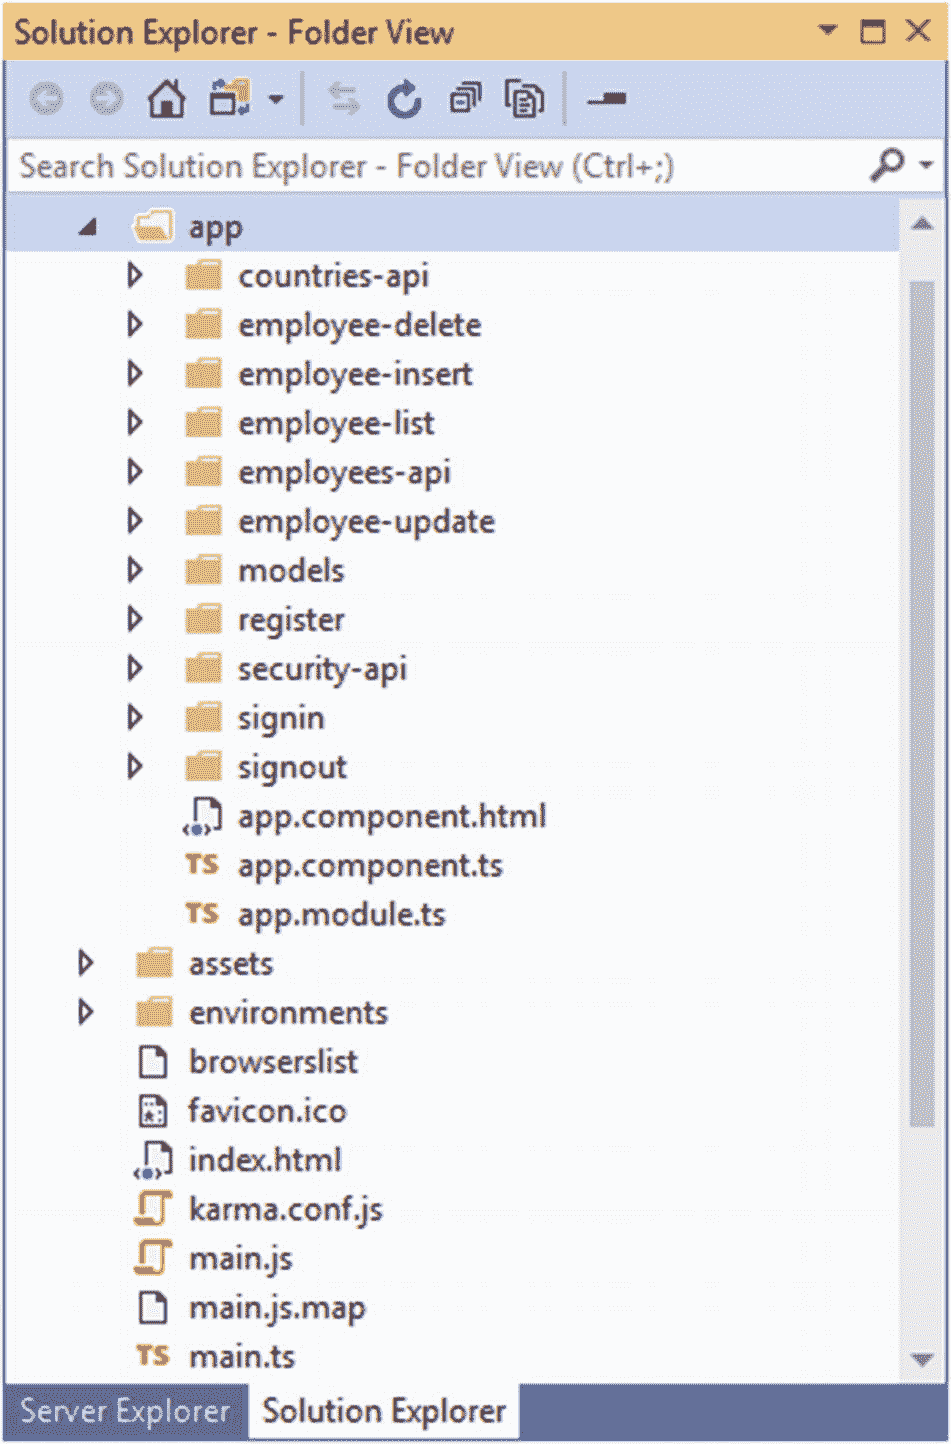 Solution Explorer - Folder View
Search Solution Explorer - Folder View (Ctrl+;)
app
countries-api
employee-delete
employee-insert
employee-list
employees-api
employee-update
models
register
security-api
signin
signout
app.component.html
TS app.component.ts
TS app.module.ts
assets
environments
browserslist
favicon.ico
index.html
karma.conf.js
main.js
main.js.map
TS main.ts
Server Explorer Solution Explorer